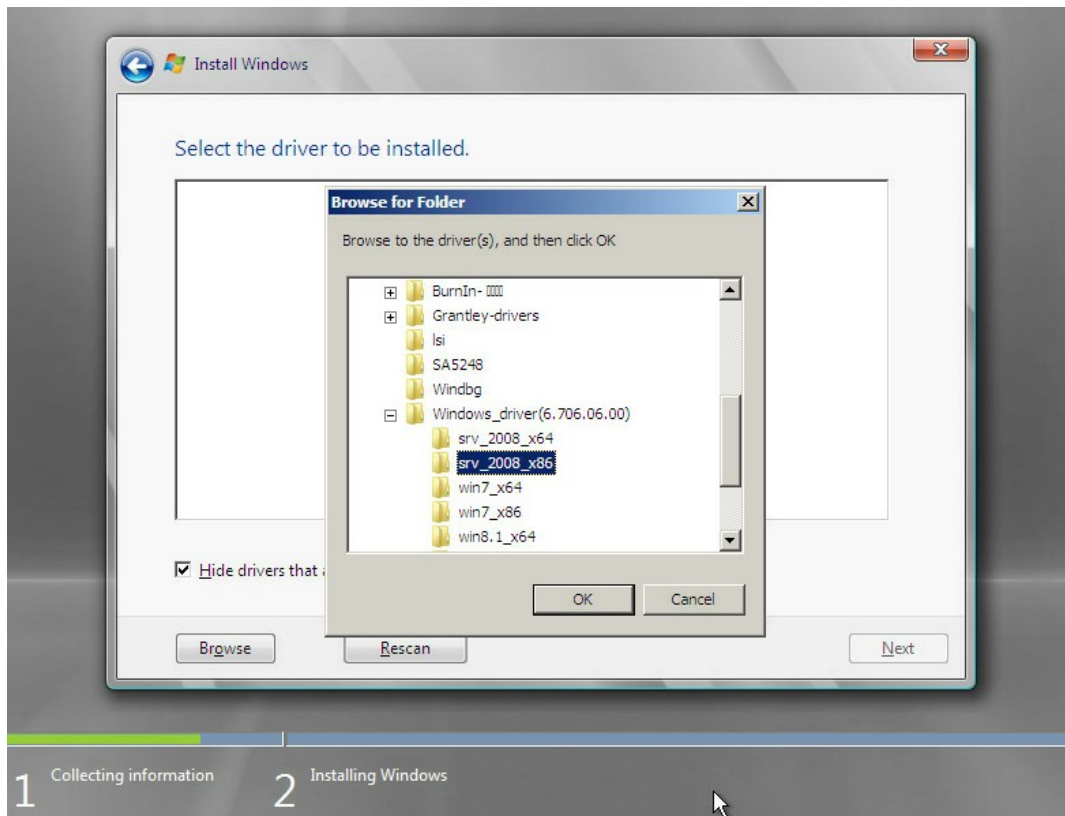 Install Windows
Select the driver to be installed.
Browse for Folder
Browse to the driver(s), and then click OK
BurnIn-
Grantley-drivers
lsi
SA5248
Windbg
Windows_driver(6.706.06.00)
srv_2008_x64
srv_2008_x86
win7_x64
win7_x86
win8.1_x64
Hide drivers that
OK Cancel
Browse Rescan Next
1 Collecting information 2 Installing Windows